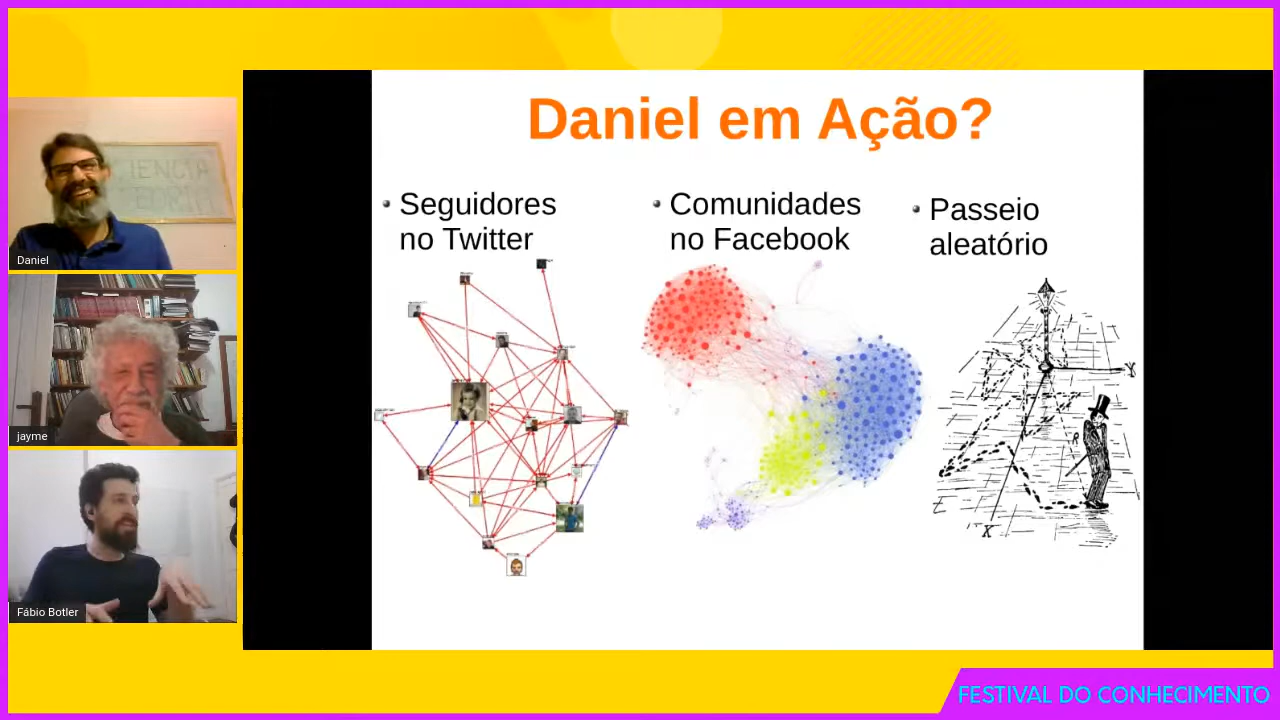 Daniel em Ação?
Seguidores
no Twitter
Comunidades
no Facebook
Passeio
aleatório
E
K
R
Daniel
jayme
Fábio Botler
FESTIVAL DO CONHECIMENTO